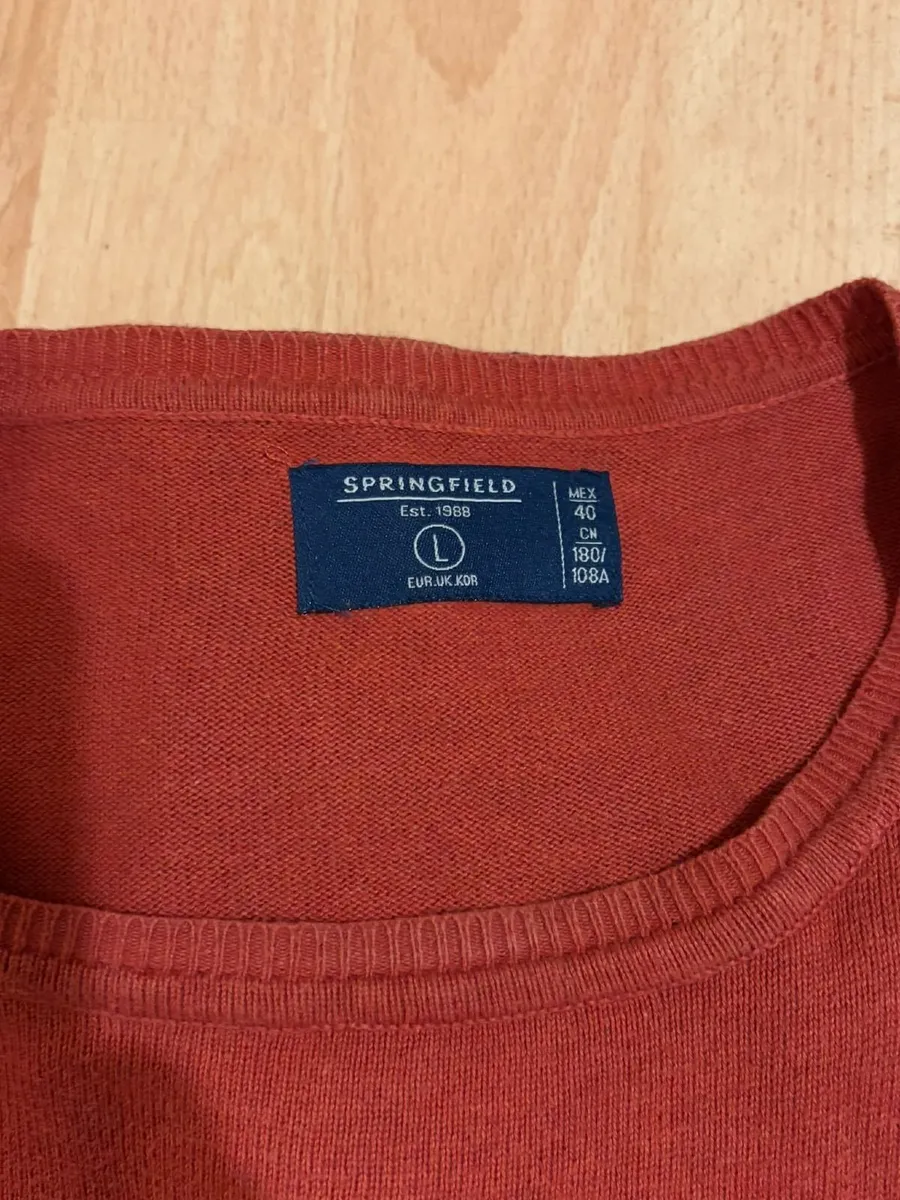 SPRINGFIELD
Est. 1988
L
EUR.UK.KOR
MEX
40
CN
180/
108A